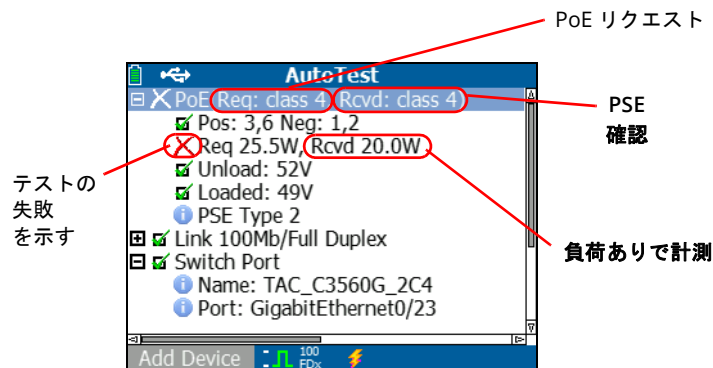 PoE リクエスト
AutoTest
PoE Req: class 4 Rcvd: class 4
PSE
確認
Pos: 3,6 Neg: 1,2
Req 25.5W, Rcvd 20.0W
テストの
失敗
を示す
Unload: 52V
Loaded: 49V
PSE Type 2
Link 100Mb/Full Duplex
負荷ありで計測
Switch Port
Name: TAC_C3560G_2C4
Port: GigabitEthernet0/23
Add Device
100
FDx